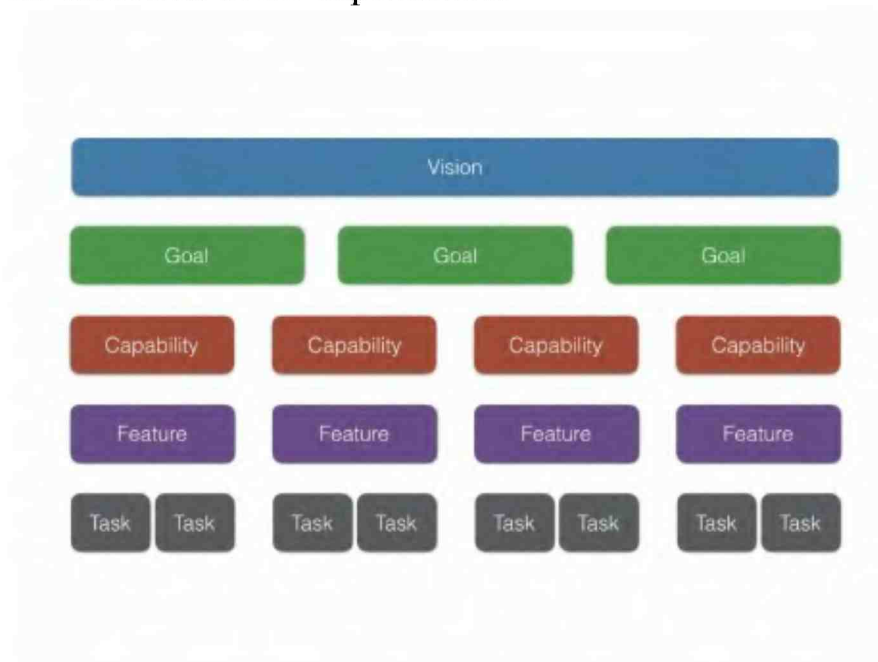 Vision
Goal Goal Goal
Capability Capability Capability Capability
Feature Feature Feature Feature
Task Task Task Task Task Task Task Task